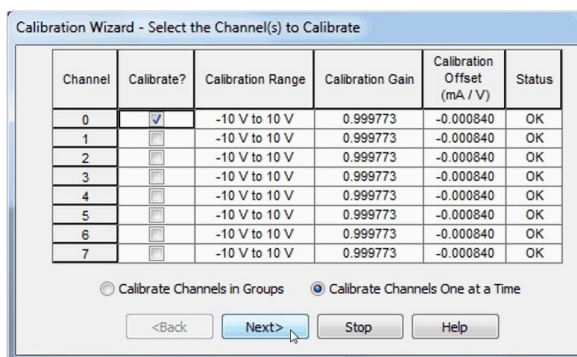 Calibration Wizard - Select the Channel(s) to Calibrate
Channel Calibrate? Calibration Range Calibration Gain Calibration Offset (mA / V) Status
0 -10 V to 10 V 0.999773 -0.000840 OK
1 -10 V to 10 V 0.999773 -0.000840 OK
2 -10 V to 10 V 0.999773 -0.000840 OK
3 -10 V to 10 V 0.999773 -0.000840 OK
4 -10 V to 10 V 0.999773 -0.000840 OK
5 -10 V to 10 V 0.999773 -0.000840 OK
6 -10 V to 10 V 0.999773 -0.000840 OK
7 -10 V to 10 V 0.999773 -0.000840 OK
Calibrate Channels in Groups Calibrate Channels One at a Time
<Back Next> Stop Help